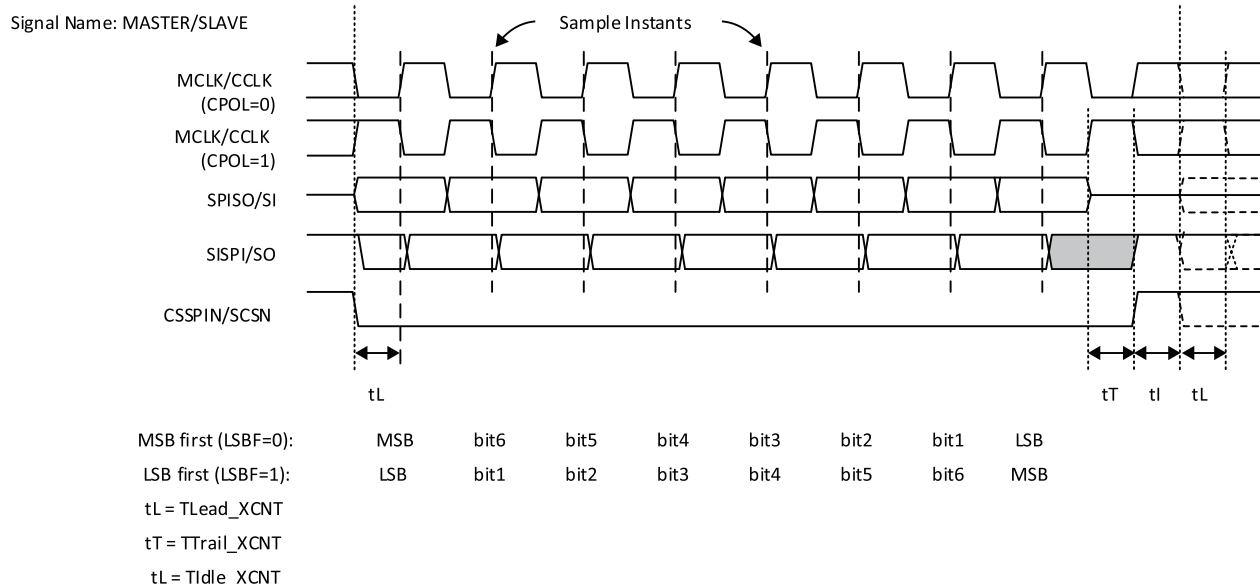 Signal Name: MASTER/SLAVE
Sample Instants
MCLK/CCLK
(CPOL=0)
MCLK/CCLK
(CPOL=1)
SPISO/SI
SISPI/SO
CSSPIN/SCSN
tL tT tI tL
MSB first (LSBF=0): MSB bit6 bit5 bit4 bit3 bit2 bit1 LSB
LSB first (LSBF=1): LSB bit1 bit2 bit3 bit4 bit5 bit6 MSB
tL = TLead_XCNT
tT = TTrail_XCNT
tL = TIdle_XCNT